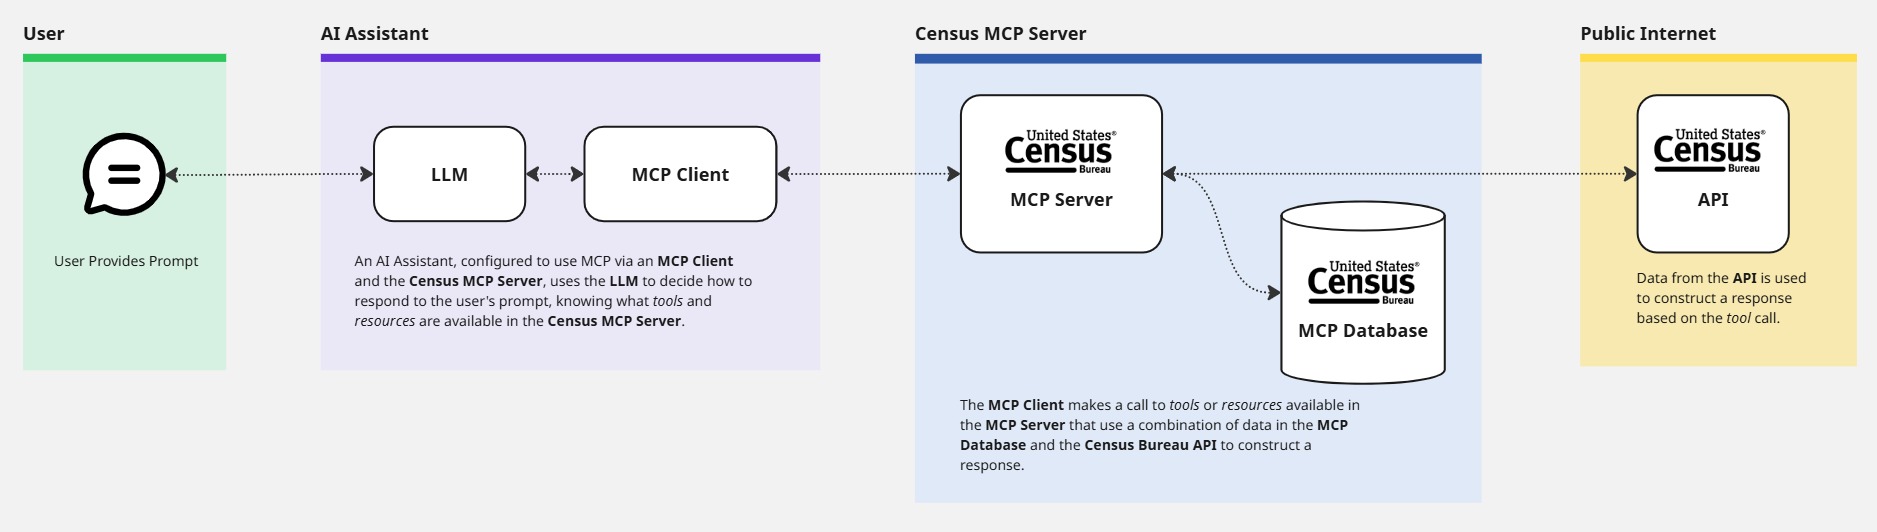 User
User Provides Prompt
AI Assistant
LLM
MCP Client
An AI Assistant, configured to use MCP via an MCP Client
and the Census MCP Server, uses the LLM to decide how to
respond to the user's prompt, knowing what tools and
resources are available in the Census MCP Server.
Census MCP Server
United States®
Census
Bureau
MCP Server
United States®
Census
Bureau
MCP Database
The MCP Client makes a call to tools or resources available in
the MCP Server that use a combination of data in the MCP
Database and the Census Bureau API to construct a
response.
Public Internet
United States®
Census
Bureau
API
Data from the API is used
to construct a response
based on the tool call.